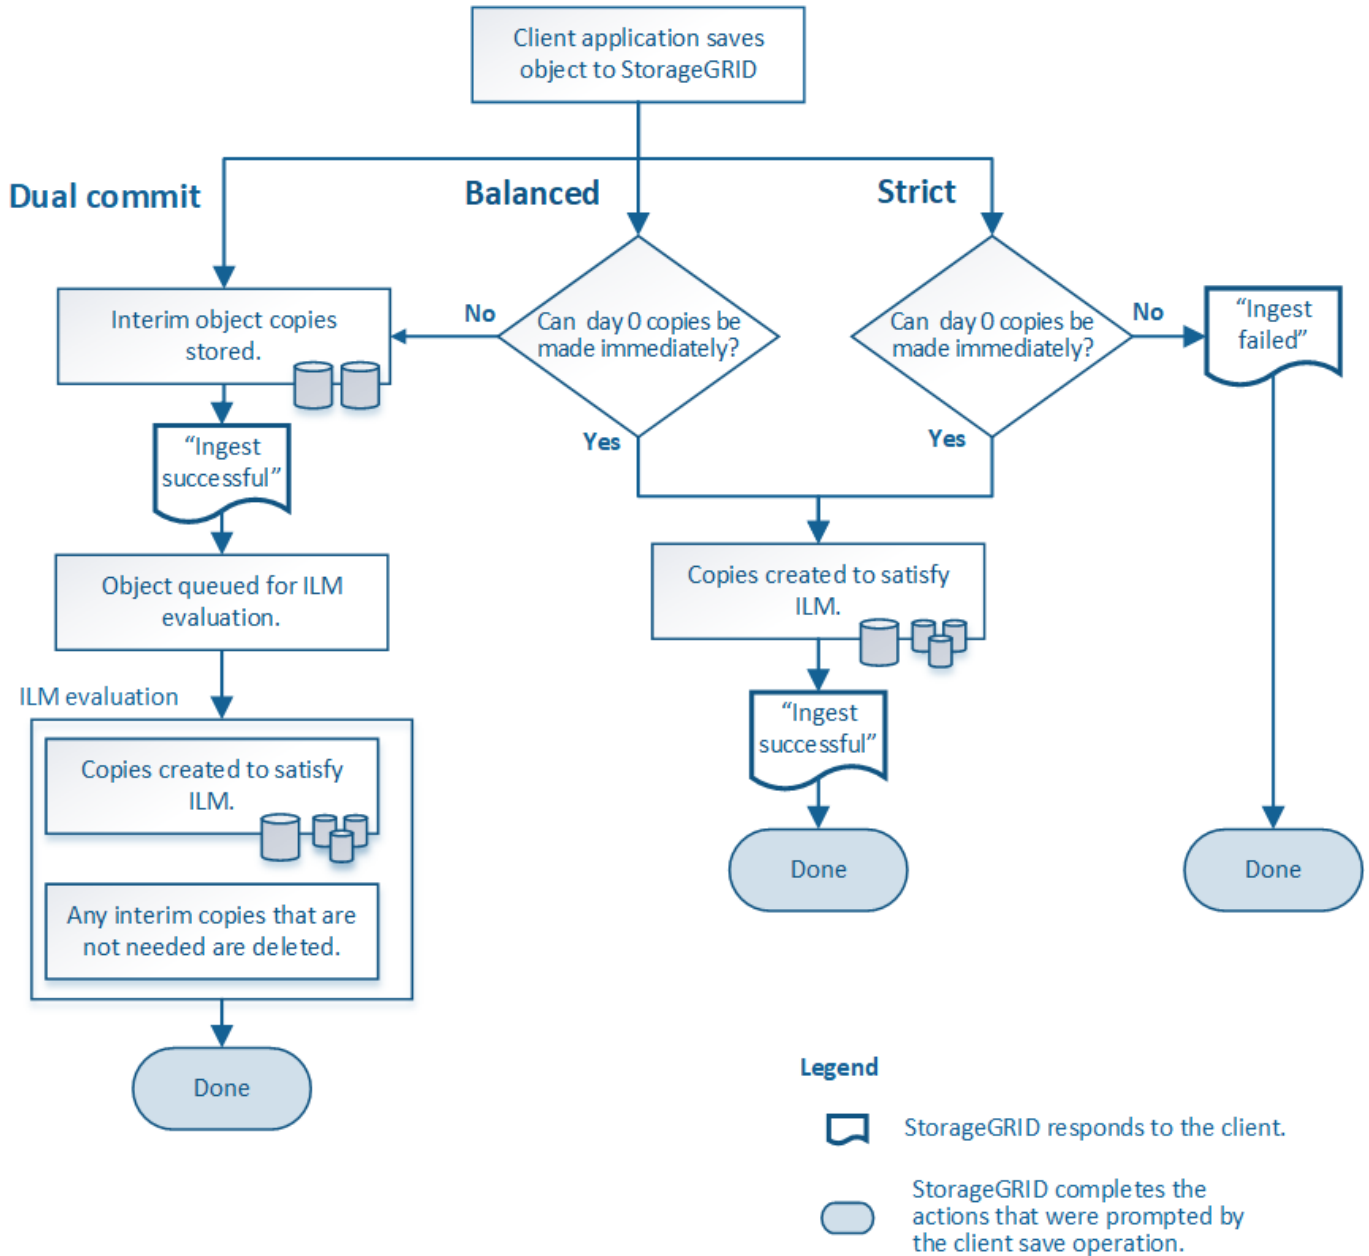 Client application saves
object to StorageGRID
Dual commit
Balanced
Strict
Interim object copies
stored.
No
Can day 0 copies be
made immediately?
Yes
Can day 0 copies be
made immediately?
Yes
No
“Ingest
failed”
“Ingest
successful”
Object queued for ILM
evaluation.
ILM evaluation
Copies created to satisfy
ILM.
Any interim copies that are
not needed are deleted.
Done
Copies created to satisfy
ILM.
“Ingest
successful”
Done
Done
Legend
StorageGRID responds to the client.
StorageGRID completes the
actions that were prompted by
the client save operation.